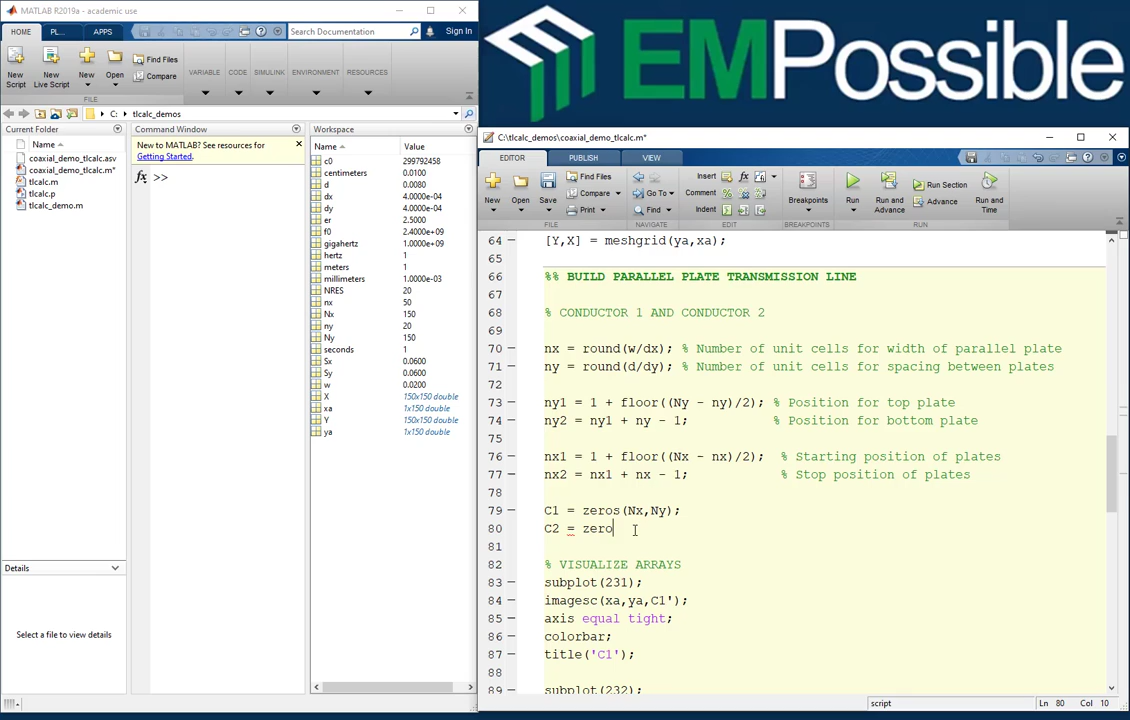 MATLAB R2019a - academic use
HOME
PL...
APPS
Search Documentation
Sign In
New Script
New Live Script
New
Open
Find Files
Compare
VARIABLE
CODE
SIMULINK
ENVIRONMENT
RESOURCES
FILE
C: tlcalc_demos
Current Folder
Name
coaxial_demo_tlcalc.asv
coaxial_demo_tlcalc.m*
tlcalc.m
tlcalc.p
tlcalc_demo.m
Details
Select a file to view details
Command Window
New to MATLAB? See resources for
Getting Started.
fx >>
Workspace
Name Value
c0 299792458
centimeters 0.0100
d 0.0080
dx 4.0000e-04
dy 4.0000e-04
er 2.5000
f0 2.4000e+09
gigahertz 1.0000e+09
hertz 1
meters 1
millimeters 1.0000e-03
NRES 20
nx 50
Nx 150
ny 20
Ny 150
seconds 1
Sx 0.0600
Sy 0.0600
w 0.0200
X 150x150 double
xa 1x150 double
Y 150x150 double
ya 1x150 double
EMPossible
C:\tlcalc_demos\coaxial_demo_tlcalc.m*
EDITOR
PUBLISH
VIEW
New
Open
Save
Find Files
Compare
Print
Go To
Find
Insert
fx
Comment
Indent
Breakpoints
Run
Run and Advance
Run Section
Advance
Run and Time
FILE
NAVIGATE
EDIT
BREAKPOINTS
RUN
64 [Y,X] = meshgrid(ya,xa);
65
66 %% BUILD PARALLEL PLATE TRANSMISSION LINE
67
68 % CONDUCTOR 1 AND CONDUCTOR 2
69
70 nx = round(w/dx); % Number of unit cells for width of parallel plate
71 ny = round(d/dy); % Number of unit cells for spacing between plates
72
73 ny1 = 1 + floor((Ny - ny)/2); % Position for top plate
74 ny2 = ny1 + ny - 1; % Position for bottom plate
75
76 nx1 = 1 + floor((Nx - nx)/2); % Starting position of plates
77 nx2 = nx1 + nx - 1; % Stop position of plates
78
79 C1 = zeros(Nx,Ny);
80 C2 = zero
81
82 % VISUALIZE ARRAYS
83 subplot(231);
84 imagesc(xa,ya,C1');
85 axis equal tight;
86 colorbar;
87 title('C1');
88
89 subplot(232);
script
Ln 80 Col 10